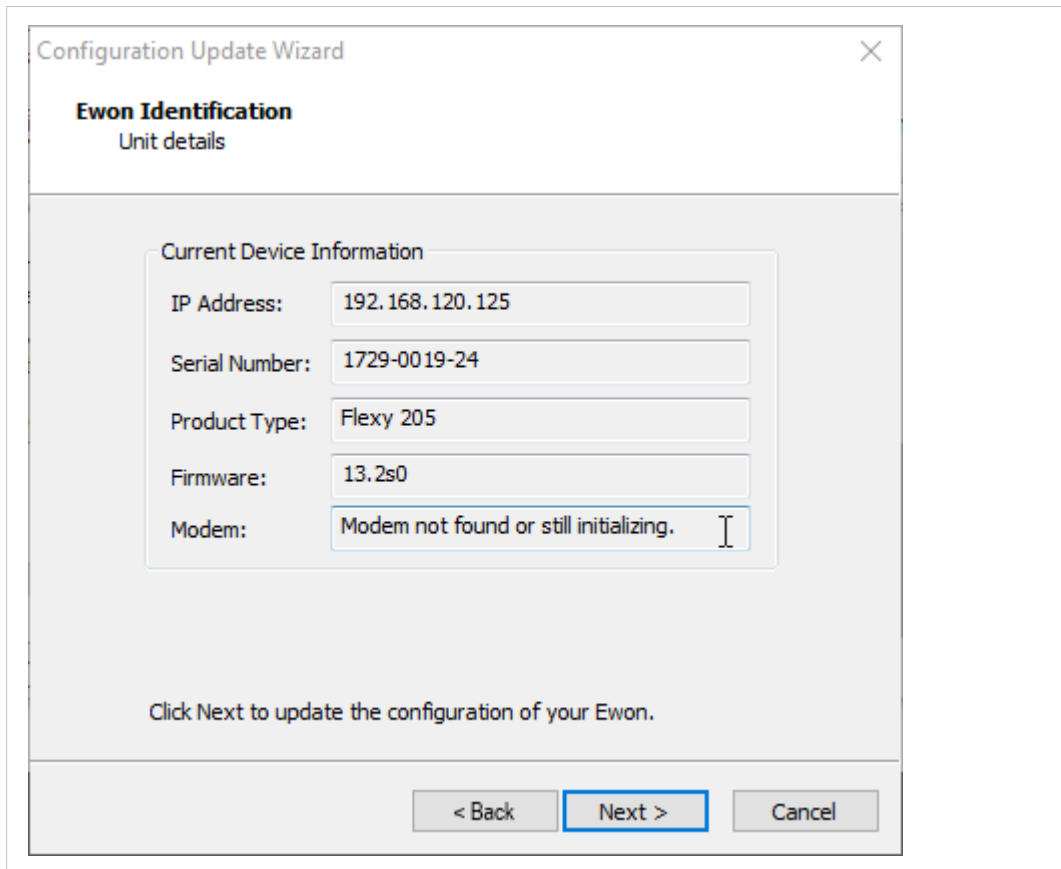 Configuration Update Wizard
Ewon Identification
Unit details
Current Device Information
IP Address: 192.168.120.125
Serial Number: 1729-0019-24
Product Type: Flexy 205
Firmware: 13.2s0
Modem: Modem not found or still initializing.
Click Next to update the configuration of your Ewon.
< Back Next > Cancel